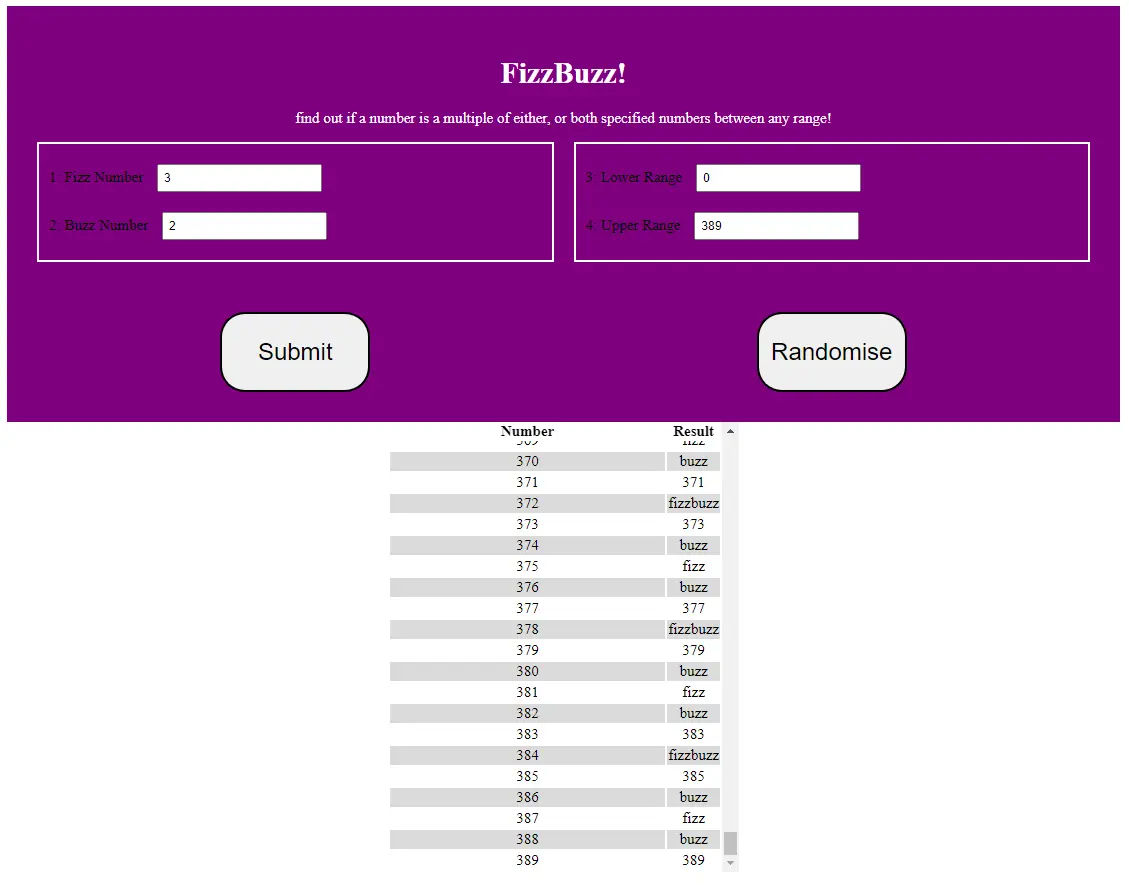 FizzBuzz!
find out if a number is a multiple of either, or both specified numbers between any range!
1: Fizz Number 3
2: Buzz Number 2
3: Lower Range 0
4: Upper Range 389
Submit
Randomise
Number Result
370 buzz
371 371
372 fizzbuzz
373 373
374 buzz
375 fizz
376 buzz
377 377
378 fizzbuzz
379 379
380 buzz
381 fizz
382 buzz
383 383
384 fizzbuzz
385 385
386 buzz
387 fizz
388 buzz
389 389